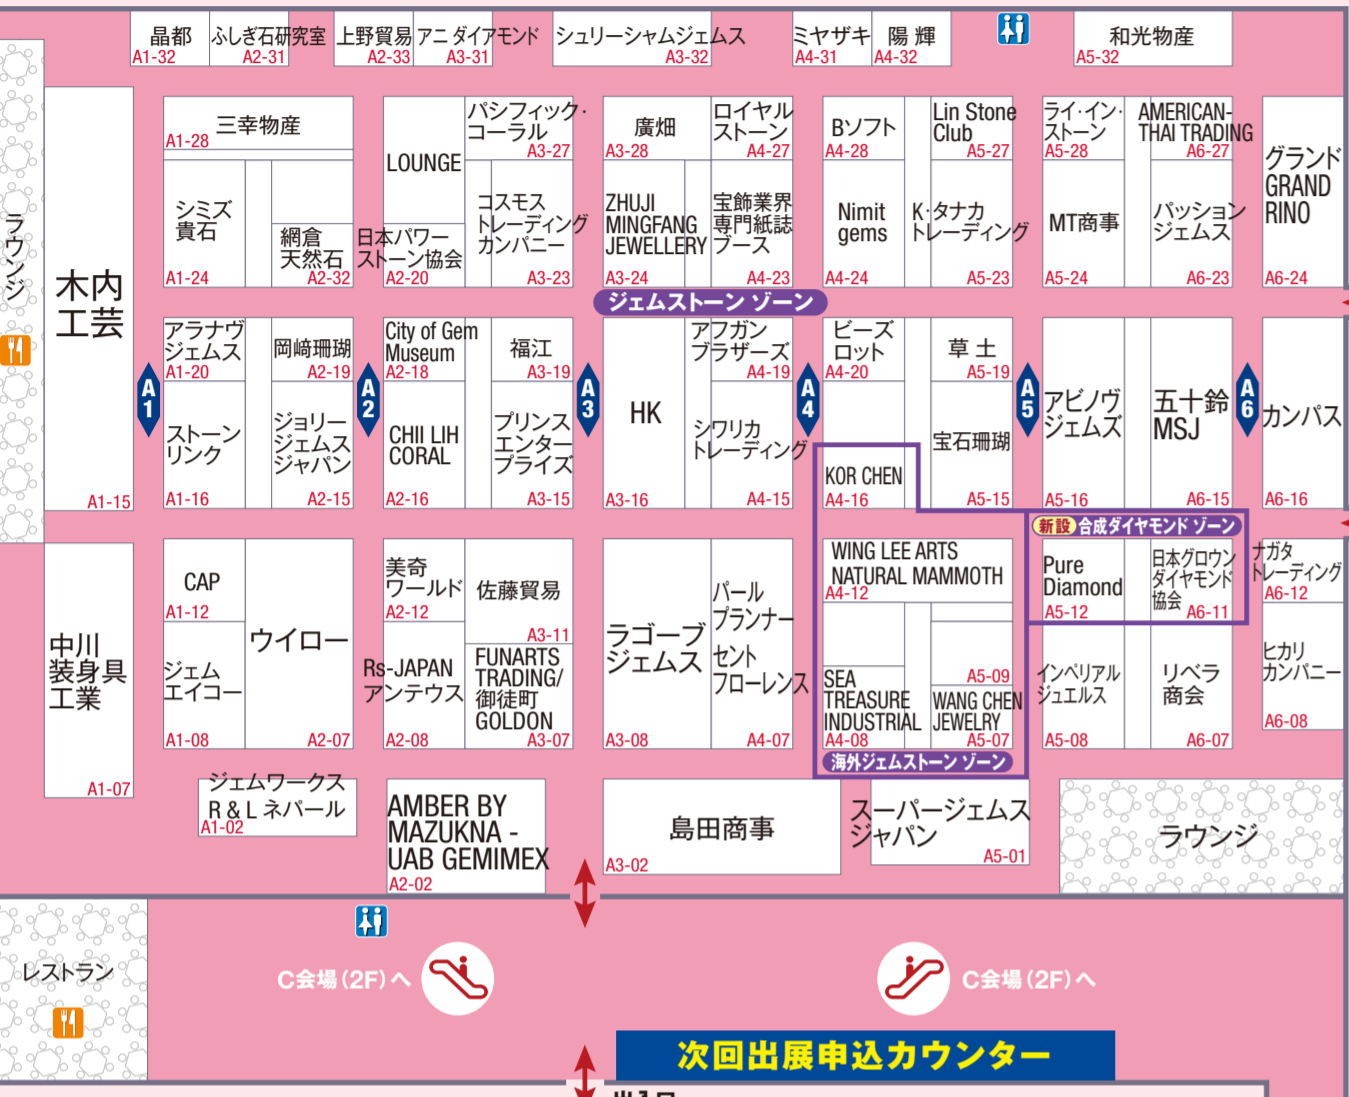 晶都
A1-32
ふしぎ石研究室
A2-31
上野貿易
A2-33
アニ ダイアモンド
A3-31
シュリーシャムジェムス
A3-32
ミヤザキ
A4-31
陽 輝
A4-32
和光物産
A5-32
ラウンジ
木内
工芸
A1-15
三幸物産
A1-28
LOUNGE
パシフィック・
コーラル
A3-27
廣畑
A3-28
ロイヤル
ストーン
A4-27
Bソフト
A4-28
Lin Stone
Club
A5-27
ライ・イン・
ストーン
A5-28
AMERICAN-
THAI TRADING
A6-27
グランド
GRAND
RINO
A6-24
シミズ
貴石
A1-24
網倉
天然石
A2-32
日本パワー
ストーン協会
A2-20
コスモス
トレーディング
カンパニー
A3-23
ZHUJI
MINGFANG
JEWELLERY
A3-24
宝飾業界
専門紙誌
ブース
A4-23
Nimit
gems
A4-24
K・タナカ
トレーディング
A5-23
MT商事
A5-24
パッション
ジェムス
A6-23
ジェムストーン ゾーン
アラナヴ
ジェムス
A1-20
岡﨑珊瑚
A2-19
City of Gem
Museum
A2-18
福江
A3-19
HK
A3-16
アフガン
ブラザーズ
A4-19
ビーズ
ロット
A4-20
草 土
A5-19
アビノヴ
ジェムズ
A5-16
五十鈴
MSJ
A6-15
カンパス
A6-16
A1
A2
A3
A4
A5
A6
ストーン
リンク
A1-16
ジョリー
ジェムス
ジャパン
A2-15
CHII LIH
CORAL
A2-16
プリンス
エンター
プライズ
A3-15
シワリカ
トレーディング
A4-15
KOR CHEN
A4-16
宝石珊瑚
A5-15
新設 合成ダイヤモンド ゾーン
中川
装身具
工業
A1-07
CAP
A1-12
ウイロー
A2-07
美奇
ワールド
A2-12
佐藤貿易
A3-11
ラゴーブ
ジェムス
A3-08
パール
プランナー
セント
フローレンス
A4-07
WING LEE ARTS
NATURAL MAMMOTH
A4-12
Pure
Diamond
A5-12
日本グロウン
ダイヤモンド
協会
A6-11
ナガタ
トレーディング
A6-12
ジェム
エイコー
A1-08
Rs-JAPAN
アンテウス
A2-08
FUNARTS
TRADING/
御徒町
GOLDON
A3-07
SEA
TREASURE
INDUSTRIAL
A4-08
A5-09
WANG CHEN
JEWELRY
A5-07
インペリアル
ジュエルス
A5-08
リベラ
商会
A6-07
ヒカリ
カンパニー
A6-08
海外ジェムストーン ゾーン
ジェムワークス
R & L ネパール
A1-02
AMBER BY
MAZUKNA -
UAB GEMIMEX
A2-02
島田商事
A3-02
スーパージェムス
ジャパン
A5-01
ラウンジ
レストラン
C会場(2F)へ
C会場(2F)へ
次回出展申込カウンター